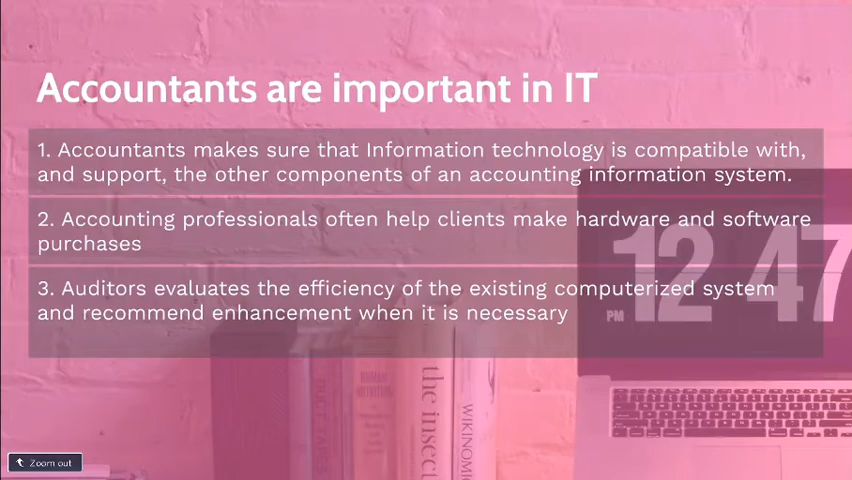 Accountants are important in IT
1. Accountants makes sure that Information technology is compatible with,
and support, the other components of an accounting information system.
2. Accounting professionals often help clients make hardware and software
purchases
3. Auditors evaluates the efficiency of the existing computerized system
and recommend enhancement when it is necessary
12 47
PM
HUMAN
the insec
WIKINOMIC
Zoom out